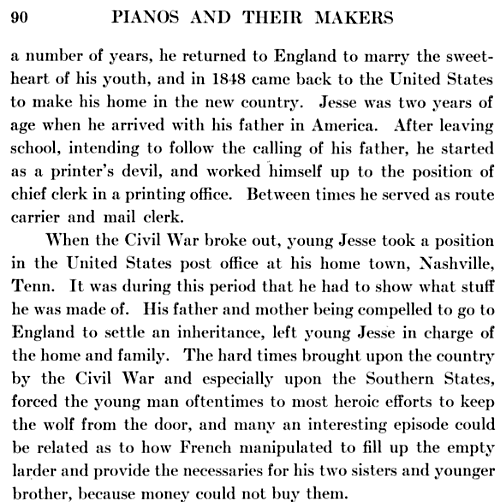 90 PIANOS AND THEIR MAKERS
a number of years, he returned to England to marry the sweet-
heart of his youth, and in 1848 came back to the United States
to make his home in the new country. Jesse was two years of
age when he arrived with his father in America. After leaving
school, intending to follow the calling of his father, he started
as a printer's devil, and worked himself up to the position of
chief clerk in a printing office. Between times he served as route
carrier and mail clerk.
When the Civil War broke out, young Jesse took a position
in the United States post office at his home town, Nashville,
Tenn. It was during this period that he had to show what stuff
he was made of. His father and mother being compelled to go to
England to settle an inheritance, left young Jesse in charge of
the home and family. The hard times brought upon the country
by the Civil War and especially upon the Southern States,
forced the young man oftentimes to most heroic efforts to keep
the wolf from the door, and many an interesting episode could
be related as to how French manipulated to fill up the empty
larder and provide the necessaries for his two sisters and younger
brother, because money could not buy them.